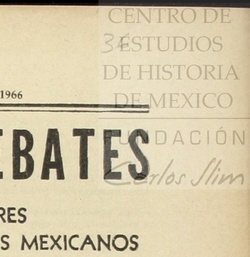 CENTRO DE
34
ESTUDIOS
DE HISTORIA
DE MEXICO
1966
FUNDACIÓN
EBATES
Carlos Slim
RES
S MEXICANOS